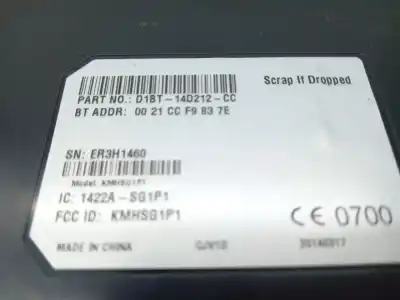 Scrap If Dropped
PART NO.: D1BT-14D212-CC
BT ADDR: 00 21 CC F9 83 7E
SN: ER3H1460
Model: KMHSG1P1
IC: 1422A-SG1P1
FCC ID: KMHSG1P1
CE 0700
MADE IN CHINA